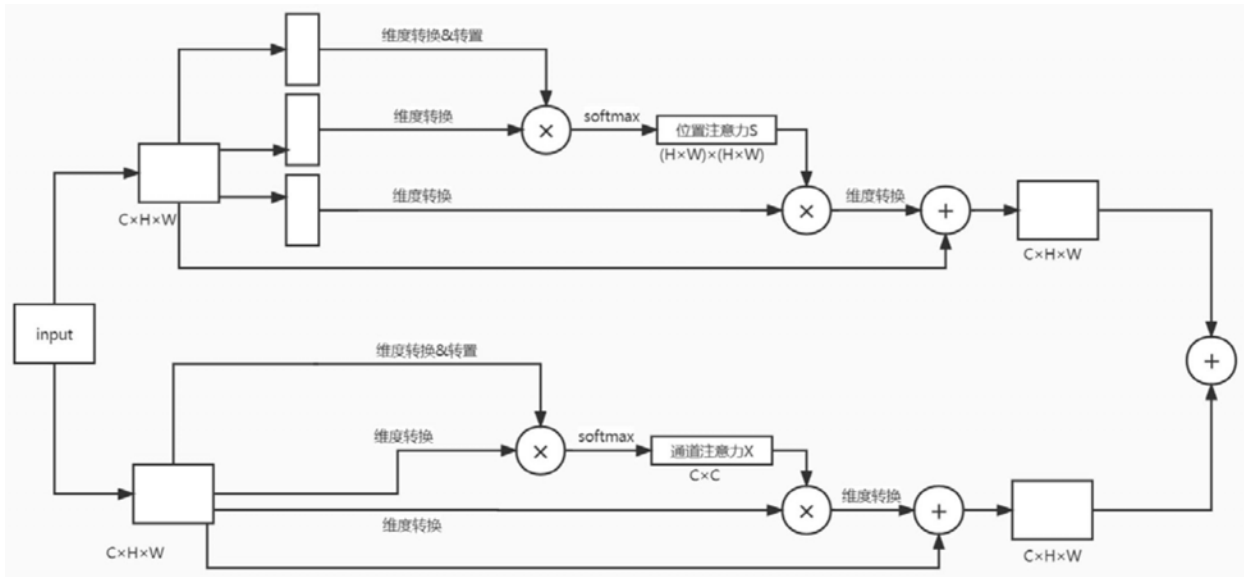 维度转换&转置
维度转换
softmax
位置注意力S
(H×W)×(H×W)
维度转换
维度转换
C×H×W
C×H×W
input
维度转换&转置
维度转换
softmax
通道注意力X
C×C
维度转换
维度转换
C×H×W
C×H×W